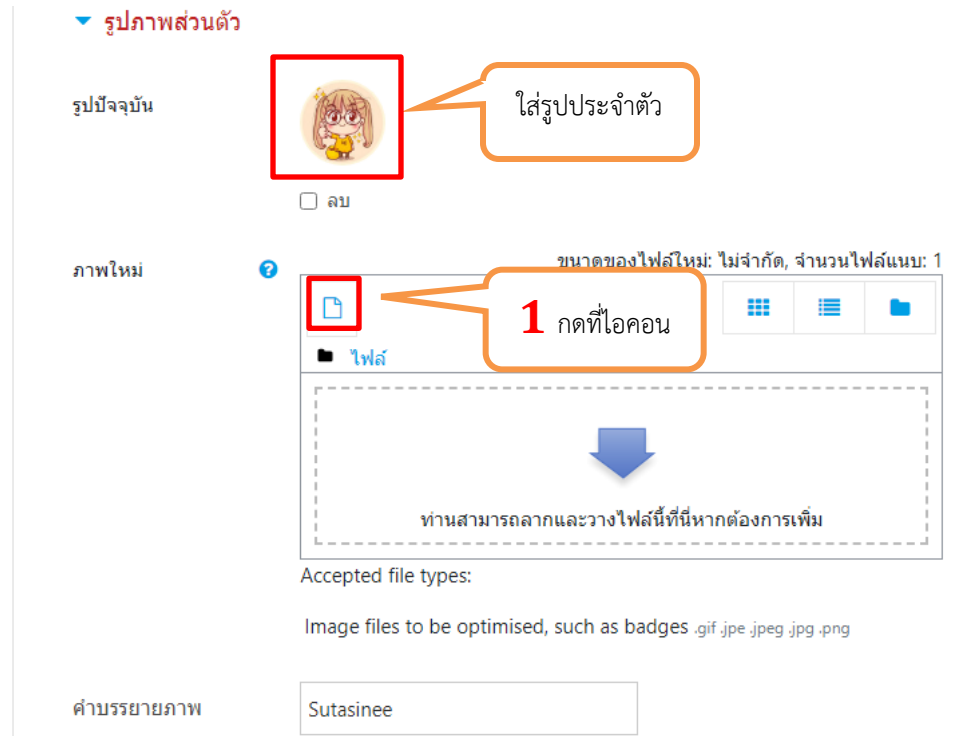 รูปภาพส่วนตัว
รูปปัจจุบัน
ใส่รูปประจำตัว
ลบ
ขนาดของไฟล์ใหม่: ไม่จำกัด, จำนวนไฟล์แนบ: 1
ภาพใหม่
1 กดที่ไอคอน
ไฟล์
ท่านสามารถลากและวางไฟล์นี้ที่นี่หากต้องการเพิ่ม
Accepted file types:
Image files to be optimised, such as badges .gif .jpe .jpeg .jpg .png
คำบรรยายภาพ
Sutasinee